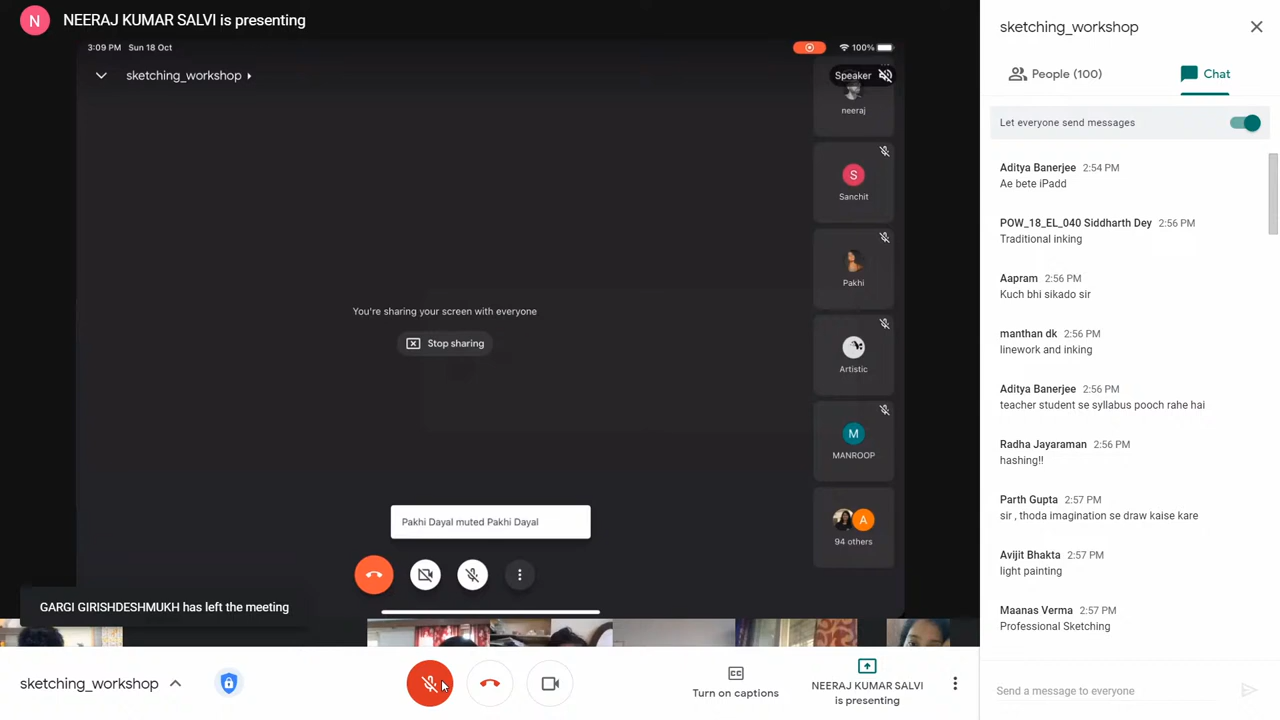 N
NEERAJ KUMAR SALVI is presenting
3:09 PM Sun 18 Oct
100%
sketching_workshop
Speaker
neeraj
S
Sanchit
Pakhi
Artistic
M
MANROOP
A
94 others
You're sharing your screen with everyone
Stop sharing
Pakhi Dayal muted Pakhi Dayal
GARGI GIRISHDESHMUKH has left the meeting
sketching_workshop
CC
Turn on captions
NEERAJ KUMAR SALVI
is presenting
sketching_workshop
People (100)
Chat
Let everyone send messages
Aditya Banerjee 2:54 PM
Ae bete iPadd
POW_18_EL_040 Siddharth Dey 2:56 PM
Traditional inking
Aapram 2:56 PM
Kuch bhi sikado sir
manthan dk 2:56 PM
linework and inking
Aditya Banerjee 2:56 PM
teacher student se syllabus pooch rahe hai
Radha Jayaraman 2:56 PM
hashing!!
Parth Gupta 2:57 PM
sir , thoda imagination se draw kaise kare
Avijit Bhakta 2:57 PM
light painting
Maanas Verma 2:57 PM
Professional Sketching
Send a message to everyone